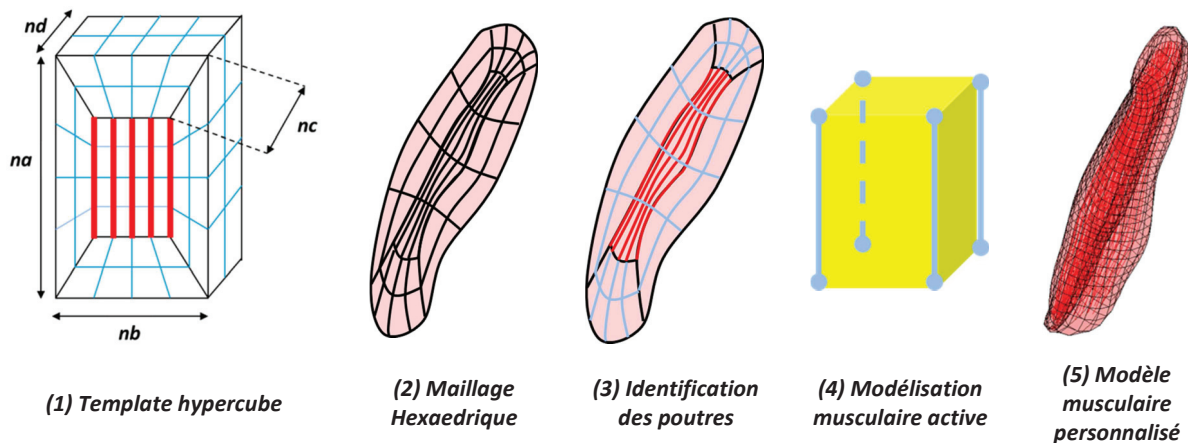 nd
na
nc
nb
(1) Template hypercube
(2) Maillage
Hexaedrique
(3) Identification
des poutres
(4) Modélisation
musculaire active
(5) Modèle
musculaire
personnalisé